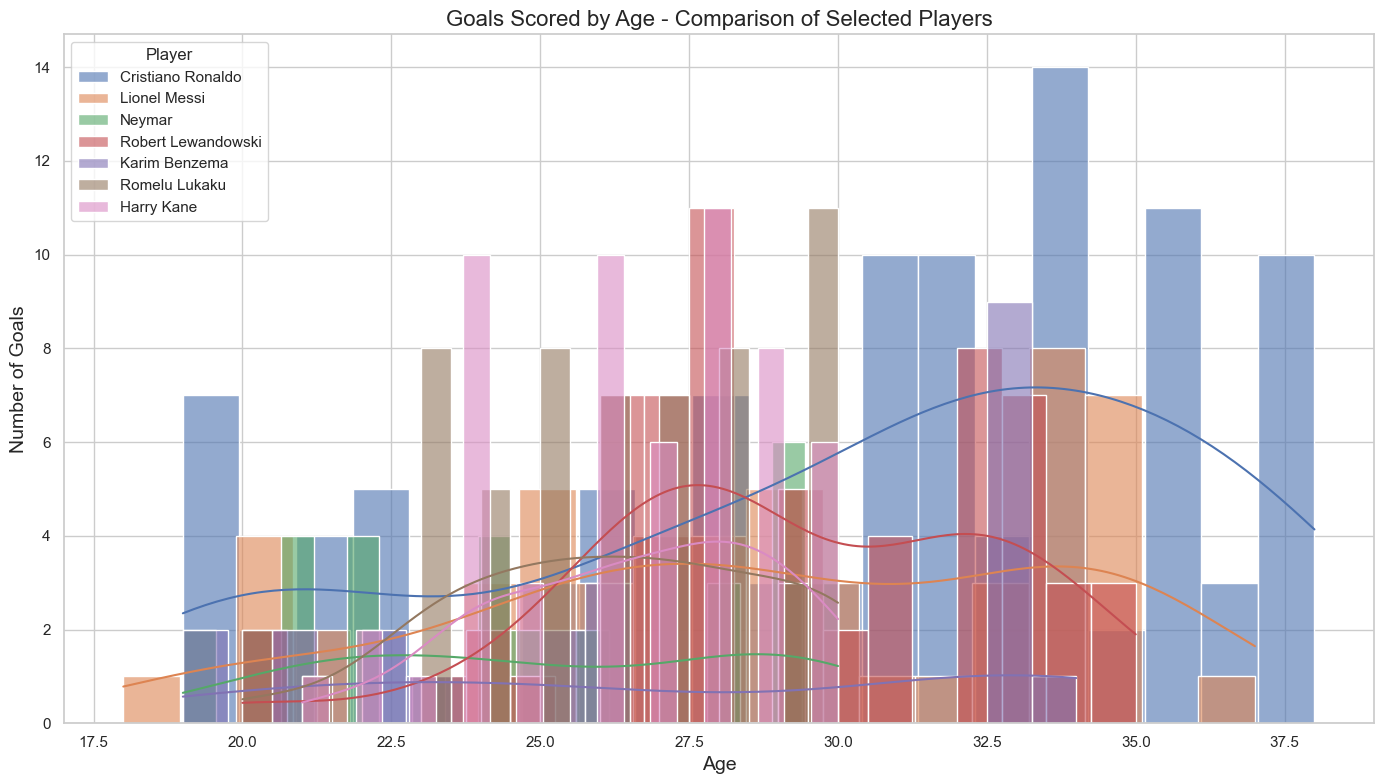 Goals Scored by Age - Comparison of Selected Players
Player
Cristiano Ronaldo
Lionel Messi
Neymar
Robert Lewandowski
Karim Benzema
Romelu Lukaku
Harry Kane
Number of Goals
14
12
10
8
6
4
2
0
17.5 20.0 22.5 25.0 27.5 30.0 32.5 35.0 37.5
Age